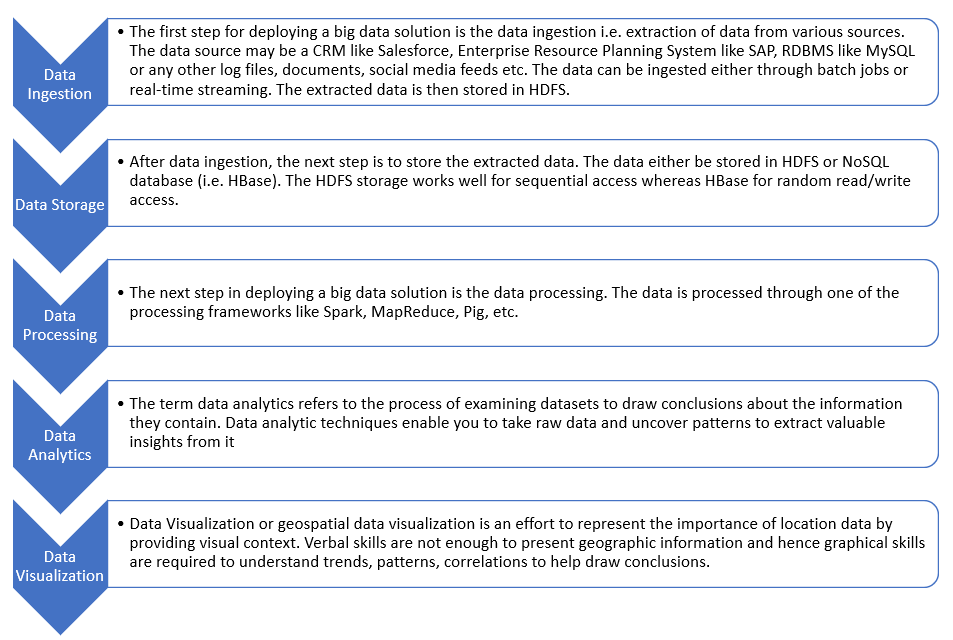 Data
Ingestion
• The first step for deploying a big data solution is the data ingestion i.e. extraction of data from various sources.
The data source may be a CRM like Salesforce, Enterprise Resource Planning System like SAP, RDBMS like MySQL
or any other log files, documents, social media feeds etc. The data can be ingested either through batch jobs or
real-time streaming. The extracted data is then stored in HDFS.
Data Storage
• After data ingestion, the next step is to store the extracted data. The data either be stored in HDFS or NoSQL
database (i.e. HBase). The HDFS storage works well for sequential access whereas HBase for random read/write
access.
Data
Processing
• The next step in deploying a big data solution is the data processing. The data is processed through one of the
processing frameworks like Spark, MapReduce, Pig, etc.
Data
Analytics
• The term data analytics refers to the process of examining datasets to draw conclusions about the information
they contain. Data analytic techniques enable you to take raw data and uncover patterns to extract valuable
insights from it
Data
Visualization
• Data Visualization or geospatial data visualization is an effort to represent the importance of location data by
providing visual context. Verbal skills are not enough to present geographic information and hence graphical skills
are required to understand trends, patterns, correlations to help draw conclusions.